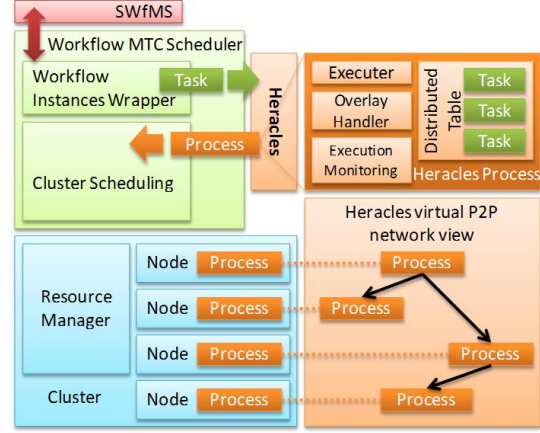 SWfMS
Workflow MTC Scheduler
Workflow
Instances Wrapper
Task
Process
Cluster Scheduling
Heracles
Executer
Overlay
Handler
Execution
Monitoring
Distributed
Table
Task
Task
Task
Heracles Process
Resource
Manager
Cluster
Node
Process
Node
Process
Node
Process
Node
Process
Heracles virtual P2P
network view
Process
Process
Process
Process